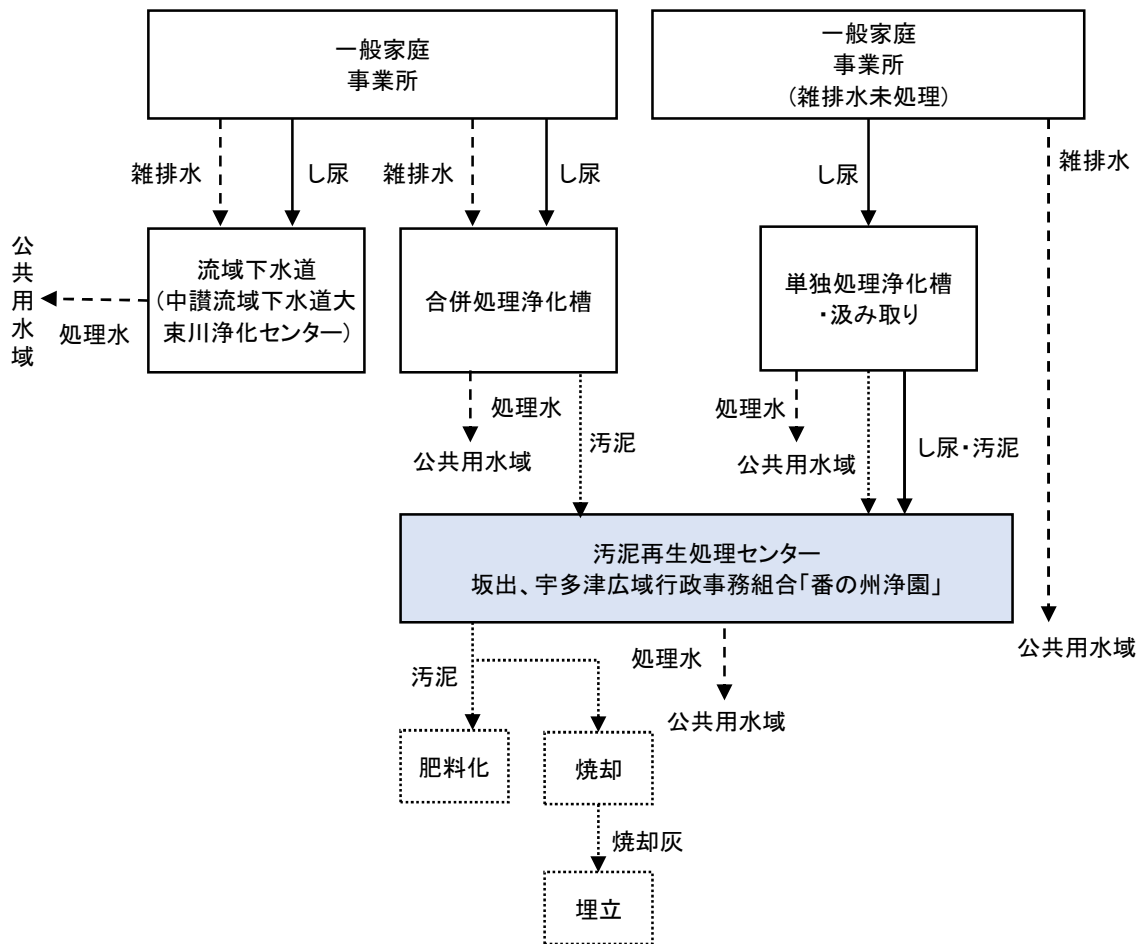 一般家庭
事業所
一般家庭
事業所
(雑排水未処理)
雑排水
し尿
雑排水
し尿
し尿
雑排水
公共用水域
処理水
流域下水道
(中讃流域下水道大
束川浄化センター)
合併処理浄化槽
単独処理浄化槽
・汲み取り
処理水
公共用水域
汚泥
処理水
公共用水域
し尿・汚泥
汚泥再生処理センター
坂出、宇多津広域行政事務組合「番の州浄園」
公共用水域
汚泥
処理水
公共用水域
肥料化
焼却
焼却灰
埋立